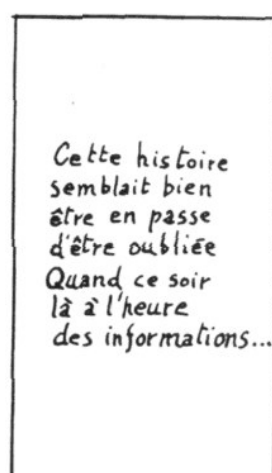 Cette histoire
semblait bien
être en passe
d'être oubliée
Quand ce soir
là à l'heure
des informations...